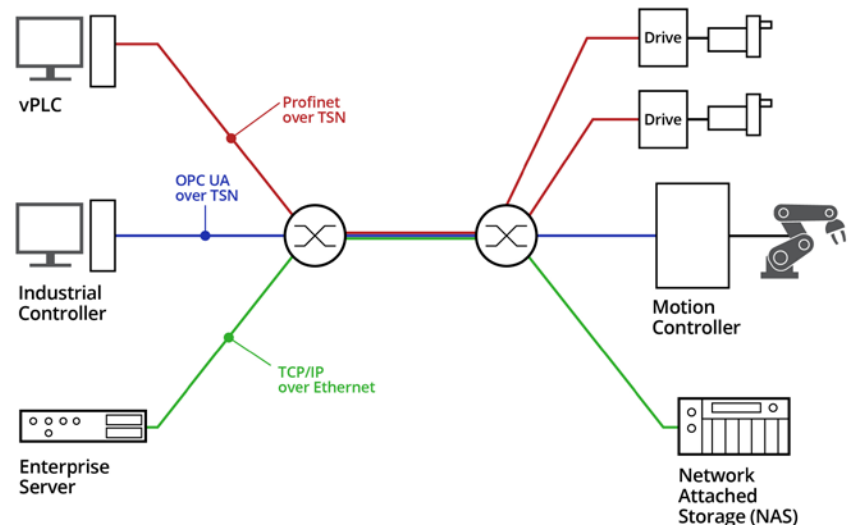 vPLC
Profinet
over TSN
Drive
Drive
OPC UA
over TSN
Industrial
Controller
Motion
Controller
TCP/IP
over Ethernet
Enterprise
Server
Network
Attached
Storage (NAS)